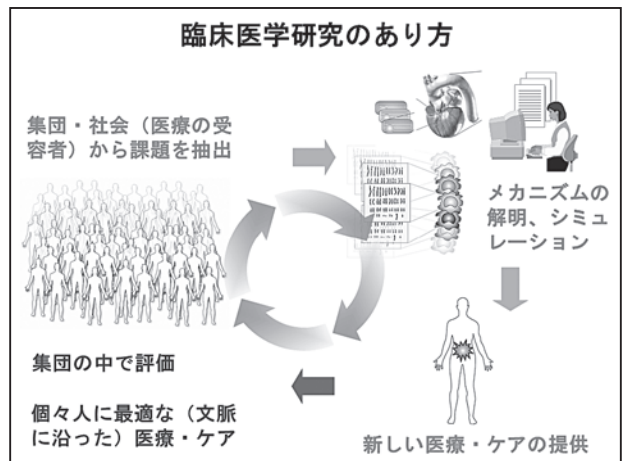 臨床医学研究のあり方
集団・社会（医療の受
容者）から課題を抽出
メカニズムの
解明、シミュ
レーション
新しい医療・ケアの提供
集団の中で評価
個々人に最適な（文脈
に沿った）医療・ケア